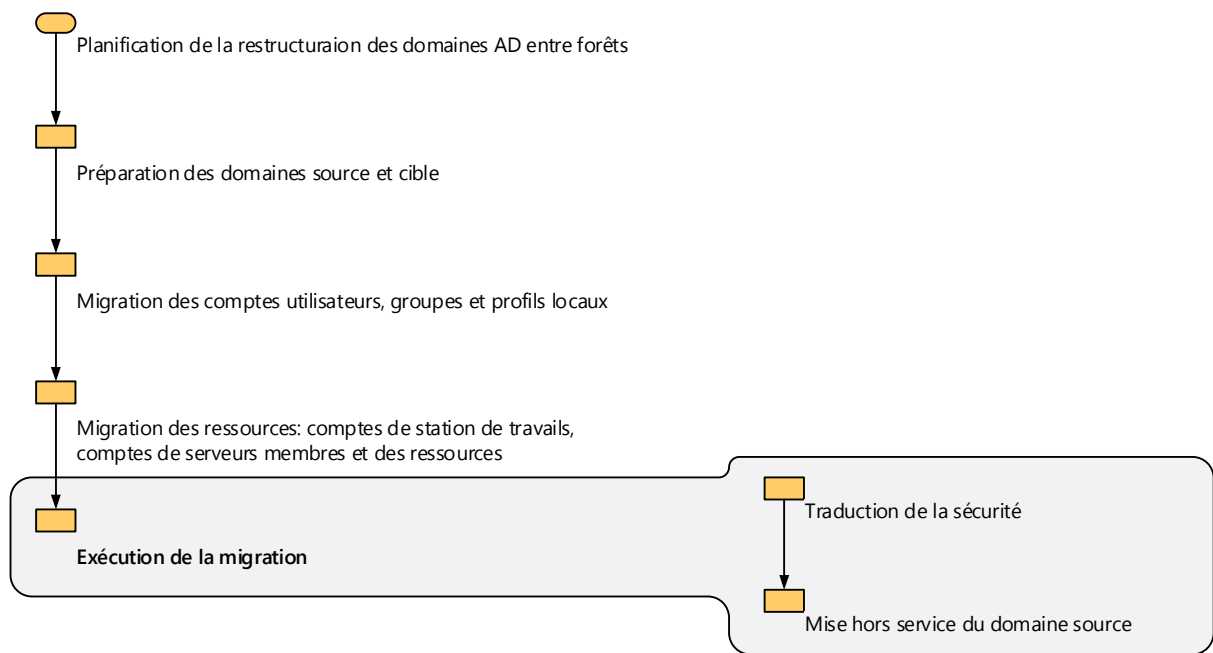 Planification de la restructuraion des domaines AD entre forêts
Préparation des domaines source et cible
Migration des comptes utilisateurs, groupes et profils locaux
Migration des ressources: comptes de station de travails,
comptes de serveurs membres et des ressources
Exécution de la migration
Traduction de la sécurité
Mise hors service du domaine source